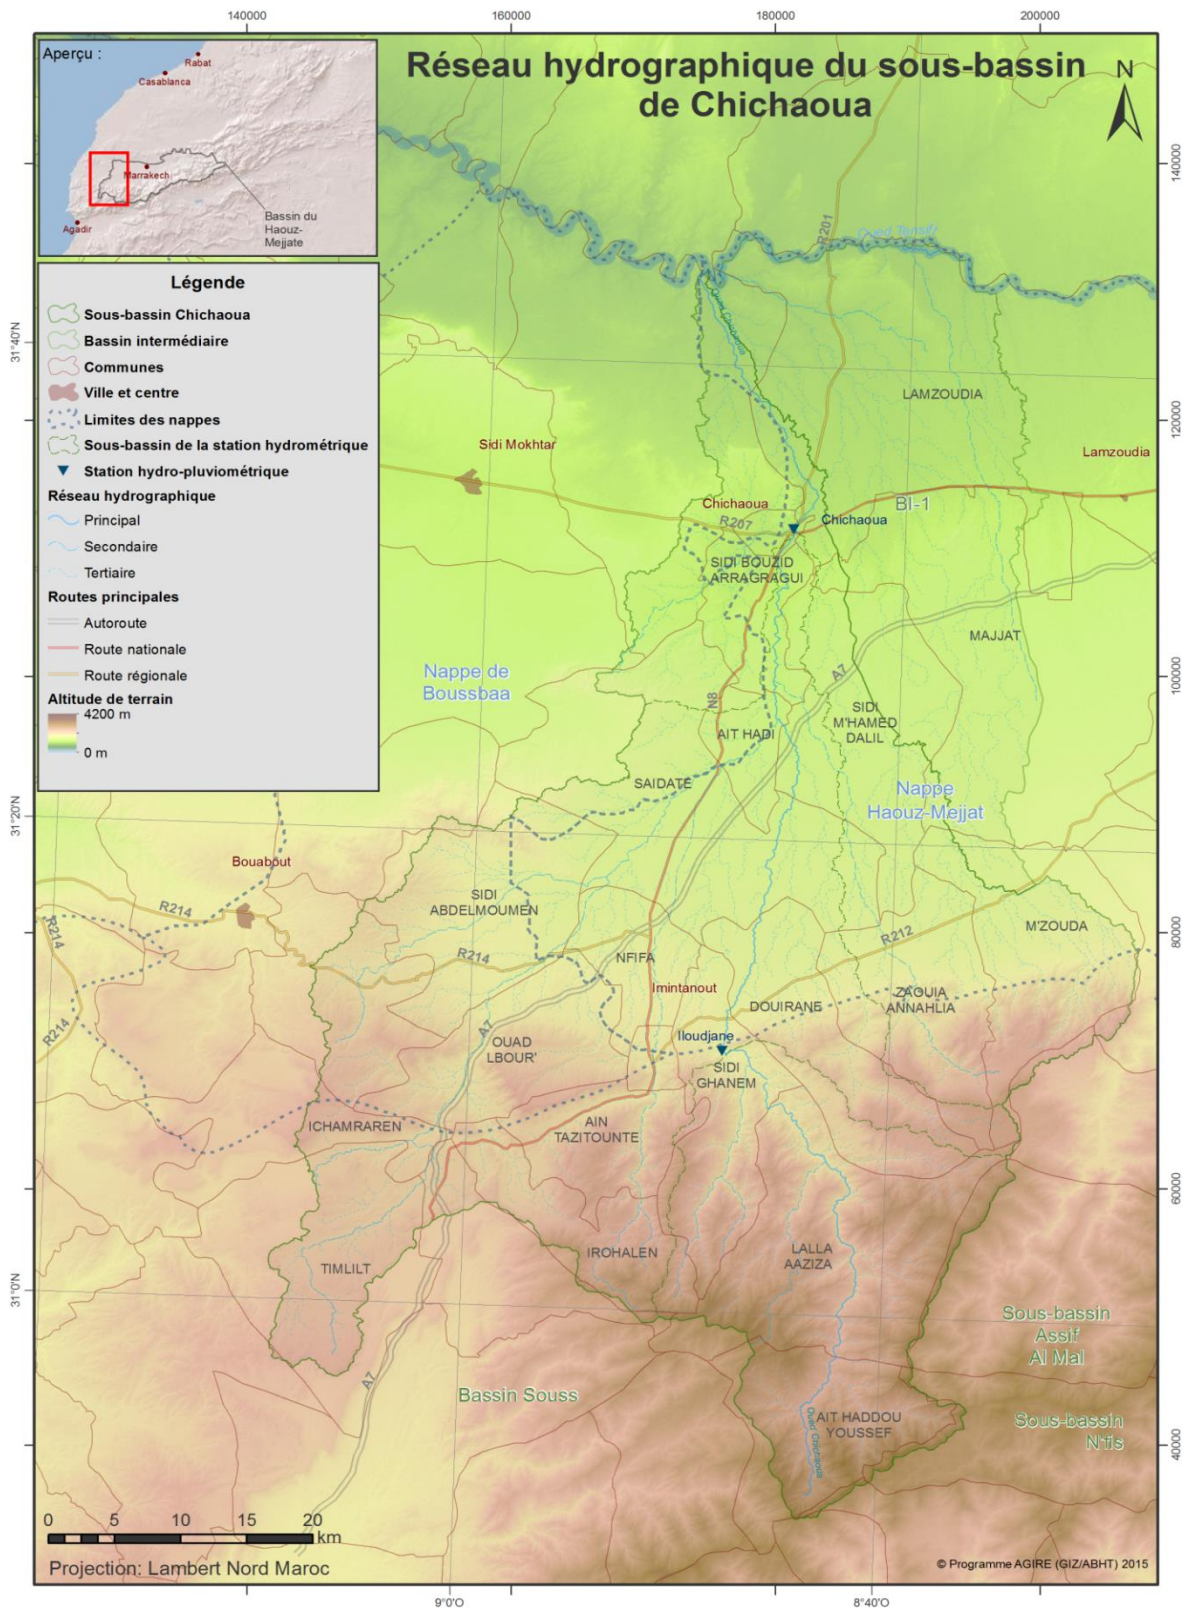 140000
160000
180000
200000
Réseau hydrographique du sous-bassin
de Chichaoua
N
Aperçu :
Rabat
Casablanca
Marrakech
Agadir
Bassin du
Haouz-
Mejjate
Légende
Sous-bassin Chichaoua
Bassin intermédiaire
Communes
Ville et centre
Limites des nappes
Sous-bassin de la station hydrométrique
Station hydro-pluviométrique
Réseau hydrographique
Principal
Secondaire
Tertiaire
Routes principales
Autoroute
Route nationale
Route régionale
Altitude de terrain
4200 m
0 m
140000
120000
100000
80000
60000
40000
31°40'N
31°20'N
31°0'N
R201
Oued Tensift
Oued Chichaoua
LAMZOUDIA
Sidi Mokhtar
Lamzoudia
Chichaoua
BI-1
Chichaoua
R207
SIDI BOUZID
ARRAGRAGUI
MAJJAT
Nappe de
Boussbaa
A7
N8
SIDI
M'HAMED
DALIL
AIT HADI
SAIDATE
Nappe
Haouz-Mejjat
Bouabout
SIDI
ABDELMOUMEN
R214
R214
M'ZOUDA
R212
R214
NFIFA
Imintanout
ZAOUIA
ANNAHLIA
DOUIRANE
R214
A7
Iloudjane
OUAD
LBOUR'
SIDI
GHANEM
ICHAMRAREN
AIN
TAZITOUNTE
IROHALEN
LALLA
AAZIZA
TIMLILT
Sous-bassin
Assif
Al Mal
A7
Bassin Souss
AIT HADDOU
YOUSSEF
Oued Chichaoua
Sous-bassin
N'fis
0 5 10 15 20
km
Projection: Lambert Nord Maroc
© Programme AGIRE (GIZ/ABHT) 2015
9°0'O
8°40'O